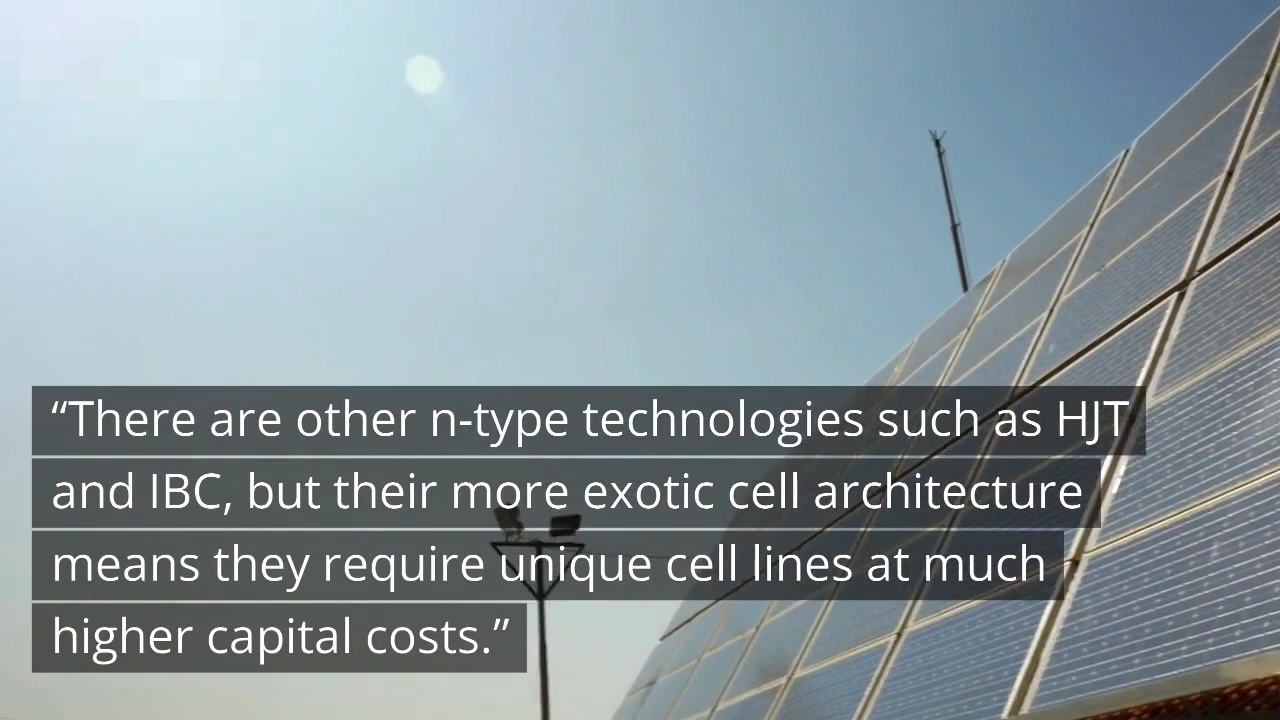 “There are other n-type technologies such as HJT
and IBC, but their more exotic cell architecture
means they require unique cell lines at much
higher capital costs.”